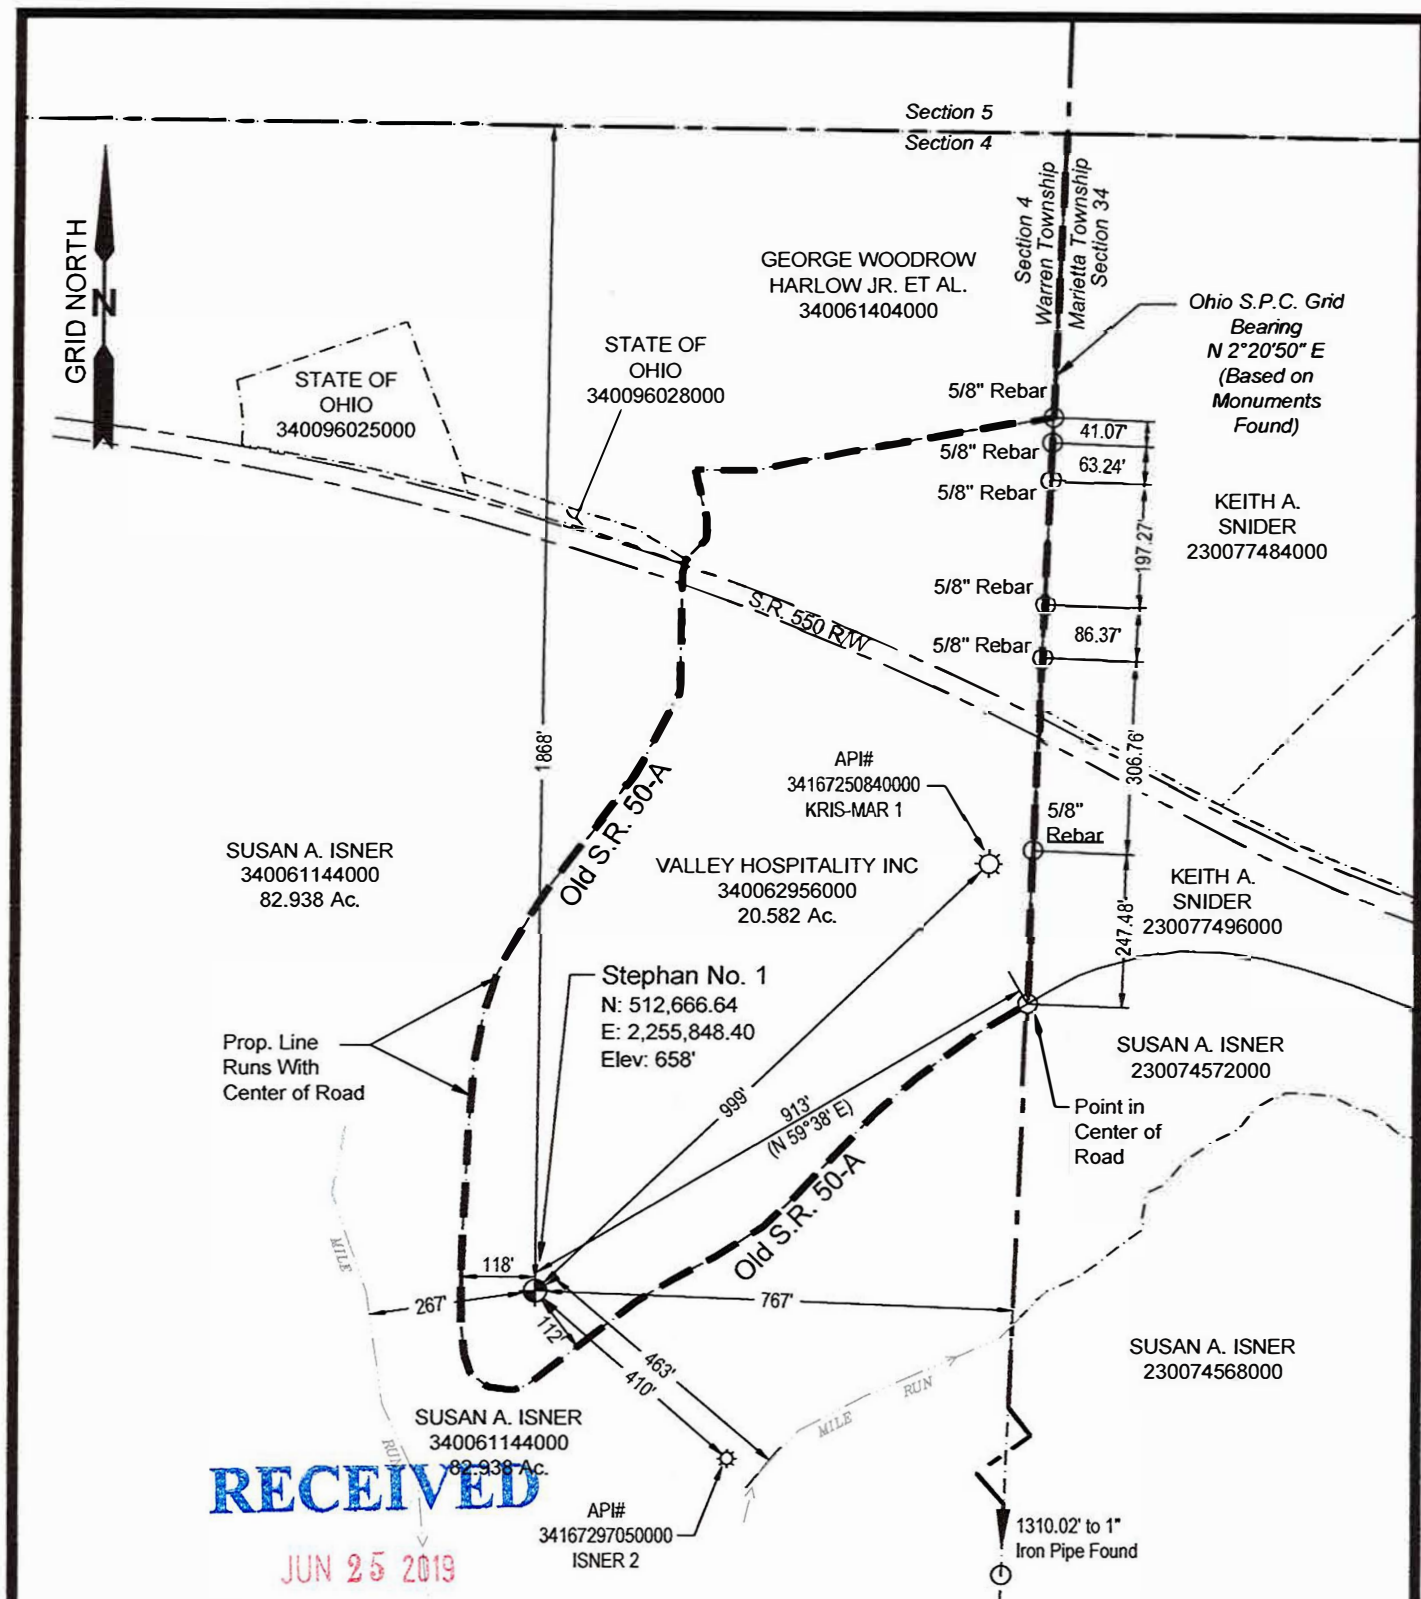 Section 5
Section 4
GRID NORTH
N
Section 4
Warren Township
Marietta Township
Section 34
GEORGE WOODROW
HARLOW JR. ET AL.
340061404000
Ohio S.P.C. Grid
Bearing
N 2°20'50" E
(Based on
Monuments
Found)
STATE OF
OHIO
340096028000
STATE OF
OHIO
340096025000
5/8" Rebar
41.07'
5/8" Rebar
63.24'
5/8" Rebar
KEITH A.
SNIDER
230077484000
197.27'
5/8" Rebar
S.R. 550 R/W
86.37'
5/8" Rebar
1868'
306.76'
API#
34167250840000
KRIS-MAR 1
Old S.R. 50-A
5/8"
Rebar
SUSAN A. ISNER
340061144000
82.938 Ac.
VALLEY HOSPITALITY INC
340062956000
20.582 Ac.
KEITH A.
SNIDER
230077496000
247.48'
Stephan No. 1
N: 512,666.64
E: 2,255,848.40
Elev: 658'
Prop. Line
Runs With
Center of Road
SUSAN A. ISNER
230074572000
999'
913'
(N 59°38' E)
Point in
Center of
Road
Old S.R. 50-A
MILE
RUN
118'
267'
767'
112'
463'
410'
MILE
RUN
SUSAN A. ISNER
230074568000
SUSAN A. ISNER
340061144000
82.938 Ac.
RECEIVED
JUN 25 2019
API#
34167297050000
ISNER 2
1310.02' to 1"
Iron Pipe Found